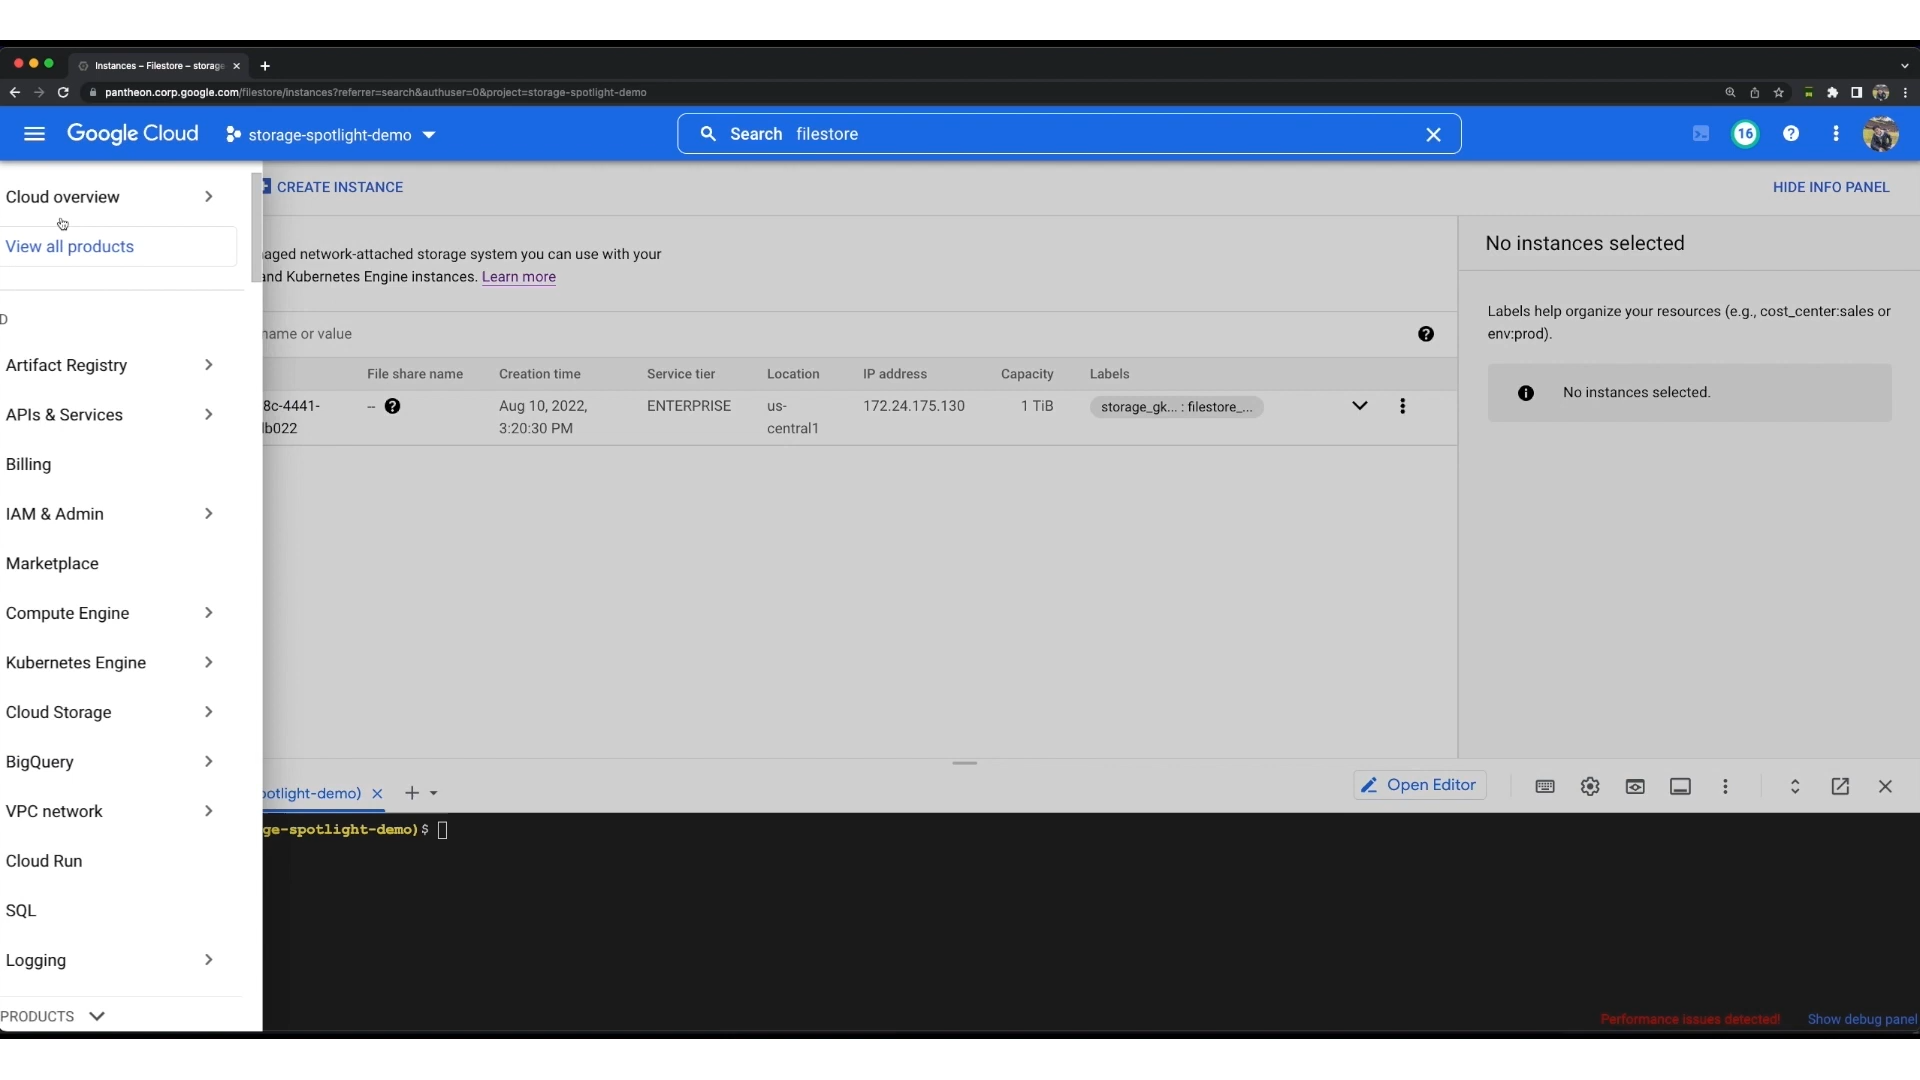 Instances – Filestore – storage
pantheon.corp.google.com/filestore/instances?referrer=search&authuser=0&project=storage-spotlight-demo
Google Cloud
storage-spotlight-demo
Search filestore
16
Cloud overview
View all products
D
Artifact Registry
APIs & Services
Billing
IAM & Admin
Marketplace
Compute Engine
Kubernetes Engine
Cloud Storage
BigQuery
VPC network
Cloud Run
SQL
Logging
PRODUCTS
CREATE INSTANCE
HIDE INFO PANEL
aged network-attached storage system you can use with your
and Kubernetes Engine instances. Learn more
name or value
File share name Creation time Service tier Location IP address Capacity Labels
8c-4441- -- Aug 10, 2022, ENTERPRISE us- 172.24.175.130 1 TiB storage_gk... : filestore_...
b022 3:20:30 PM central1
No instances selected
Labels help organize your resources (e.g., cost_center:sales or
env:prod).
No instances selected.
potlight-demo)
Open Editor
ge-spotlight-demo)$
Performance issues detected!
Show debug panel